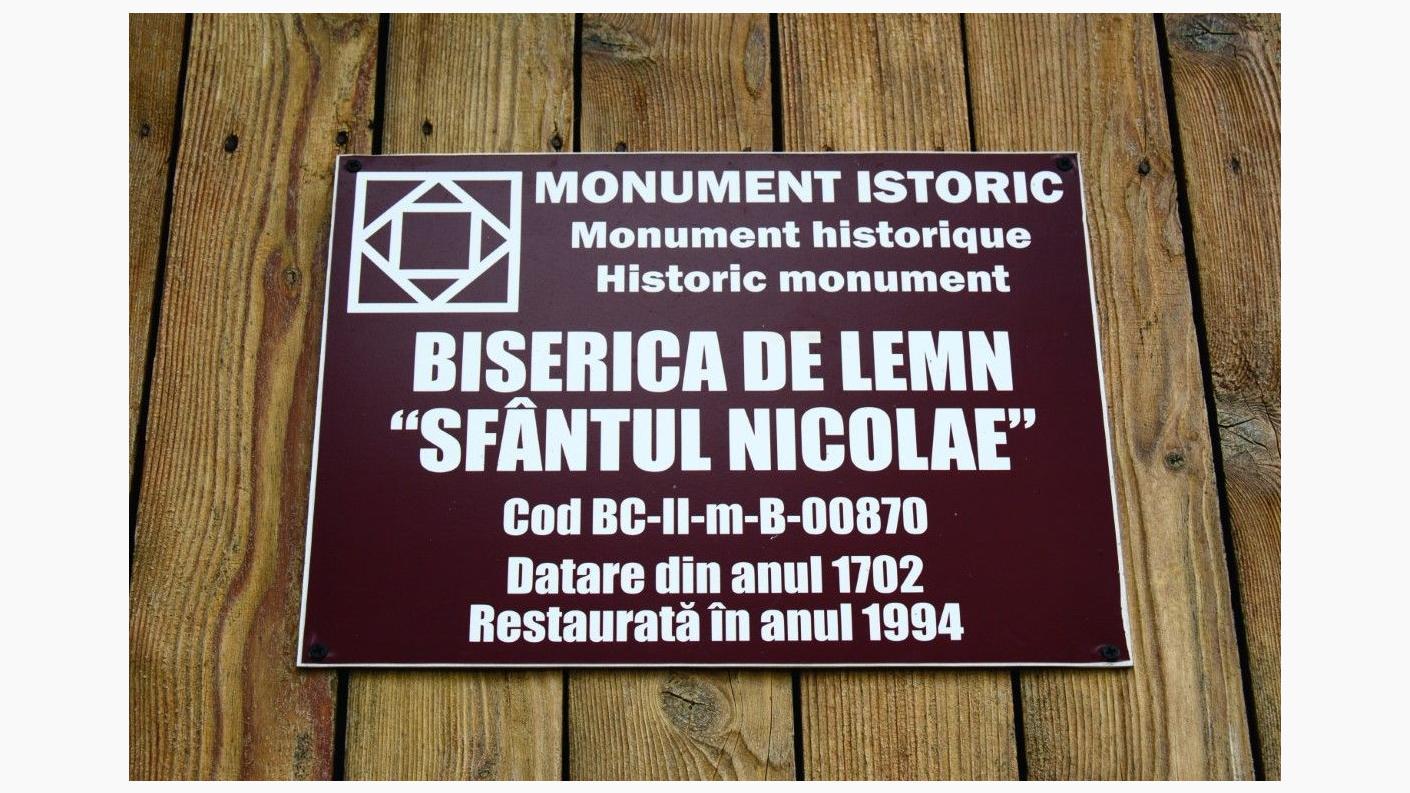 MONUMENT ISTORIC
Monument historique
Historic monument
BISERICA DE LEMN
“SFÂNTUL NICOLAE”
Cod BC-II-m-B-00870
Datare din anul 1702
Restaurată în anul 1994